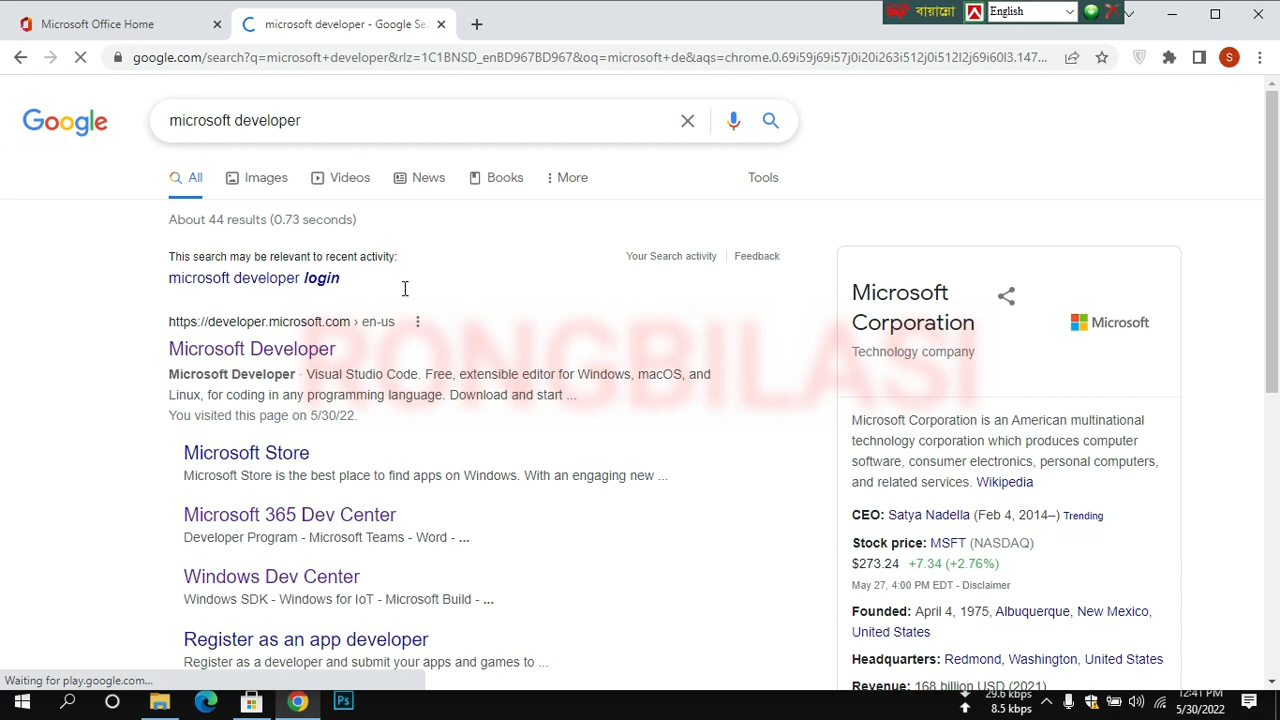 Microsoft Office Home
microsoft developer - Google Se
English
google.com/search?q=microsoft+developer&rlz=1C1BNSD_enBD967BD967&oq=microsoft+de&aqs=chrome.0.69i59j69i57j0i20i263i512j0i512l2j69i60l3.147...
S
Google
microsoft developer
All
Images
Videos
News
Books
More
Tools
About 44 results (0.73 seconds)
This search may be relevant to recent activity:
Your Search activity
Feedback
microsoft developer login
https://developer.microsoft.com › en-us
Microsoft Developer
Microsoft Developer · Visual Studio Code. Free, extensible editor for Windows, macOS, and
Linux, for coding in any programming language. Download and start ...
You visited this page on 5/30/22.
Microsoft Store
Microsoft Store is the best place to find apps on Windows. With an engaging new ...
Microsoft 365 Dev Center
Developer Program - Microsoft Teams - Word - ...
Windows Dev Center
Windows SDK - Windows for IoT - Microsoft Build - ...
Register as an app developer
Register as a developer and submit your apps and games to ...
Microsoft
Corporation
Microsoft
Technology company
Microsoft Corporation is an American multinational
technology corporation which produces computer
software, consumer electronics, personal computers,
and related services. Wikipedia
CEO: Satya Nadella (Feb 4, 2014–) Trending
Stock price: MSFT (NASDAQ)
$273.24 +7.34 (+2.76%)
May 27, 4:00 PM EDT - Disclaimer
Founded: April 4, 1975, Albuquerque, New Mexico,
United States
Headquarters: Redmond, Washington, United States
Revenue: 168 billion USD (2021)
Waiting for play.google.com...
Ps
29.6 kbps
8.5 kbps
12:41 PM
5/30/2022